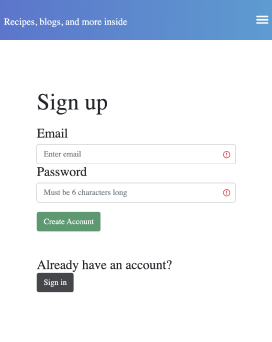 Recipes, blogs, and more inside
Sign up
Email
Enter email
Password
Must be 6 characters long
Create Account
Already have an account?
Sign in